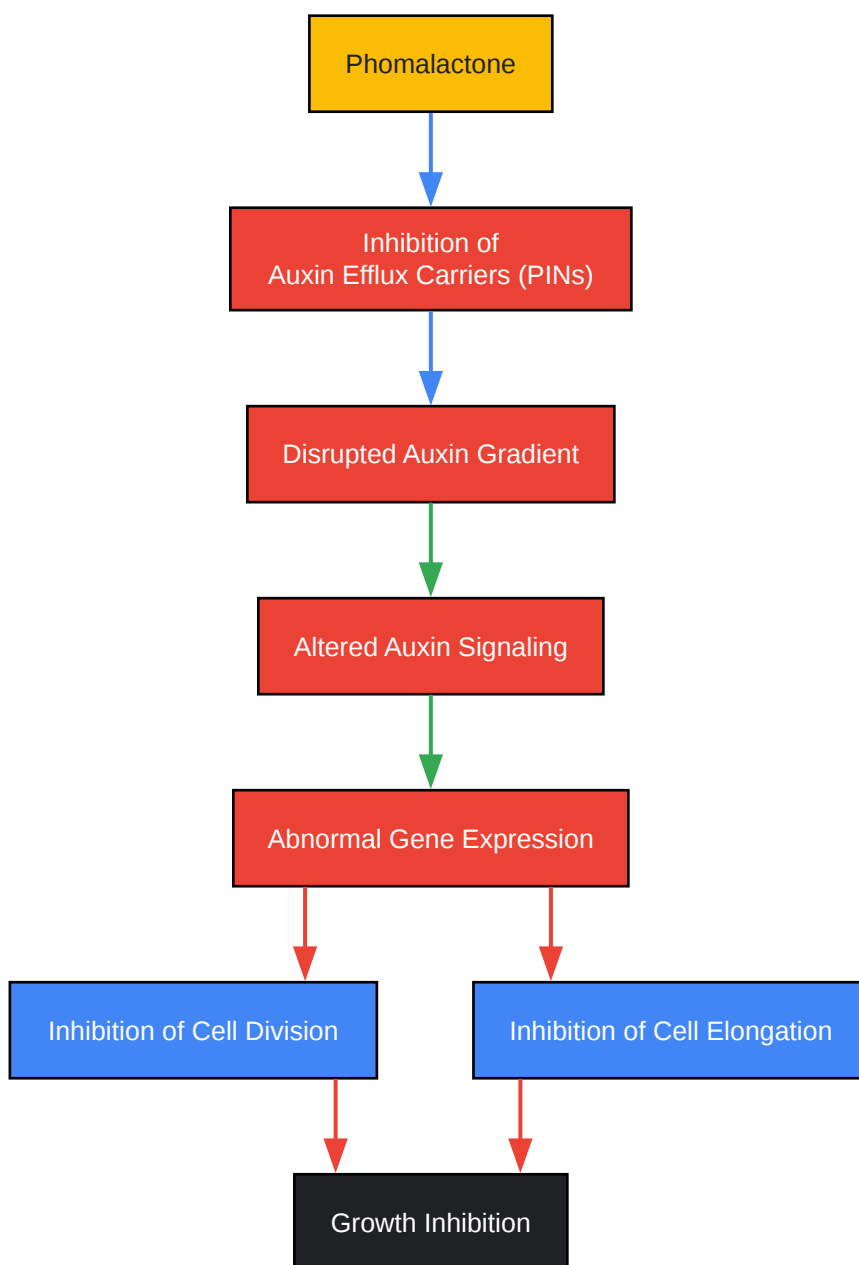 Phomalactone
Inhibition of
Auxin Efflux Carriers (PINs)
Disrupted Auxin Gradient
Altered Auxin Signaling
Abnormal Gene Expression
Inhibition of Cell Division
Inhibition of Cell Elongation
Growth Inhibition